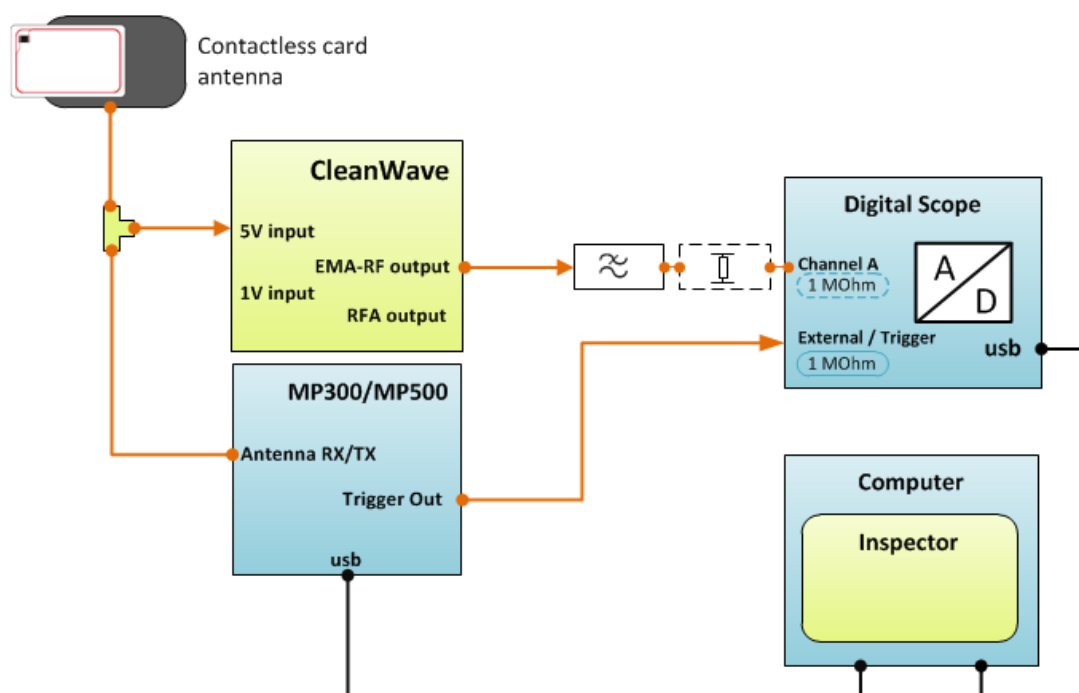 Contactless card
antenna
CleanWave
5V input
EMA-RF output
1V input
RFA output
Digital Scope
Channel A
1 MOhm
A
D
External / Trigger
usb
1 MOhm
MP300/MP500
Antenna RX/TX
Trigger Out
usb
Computer
Inspector